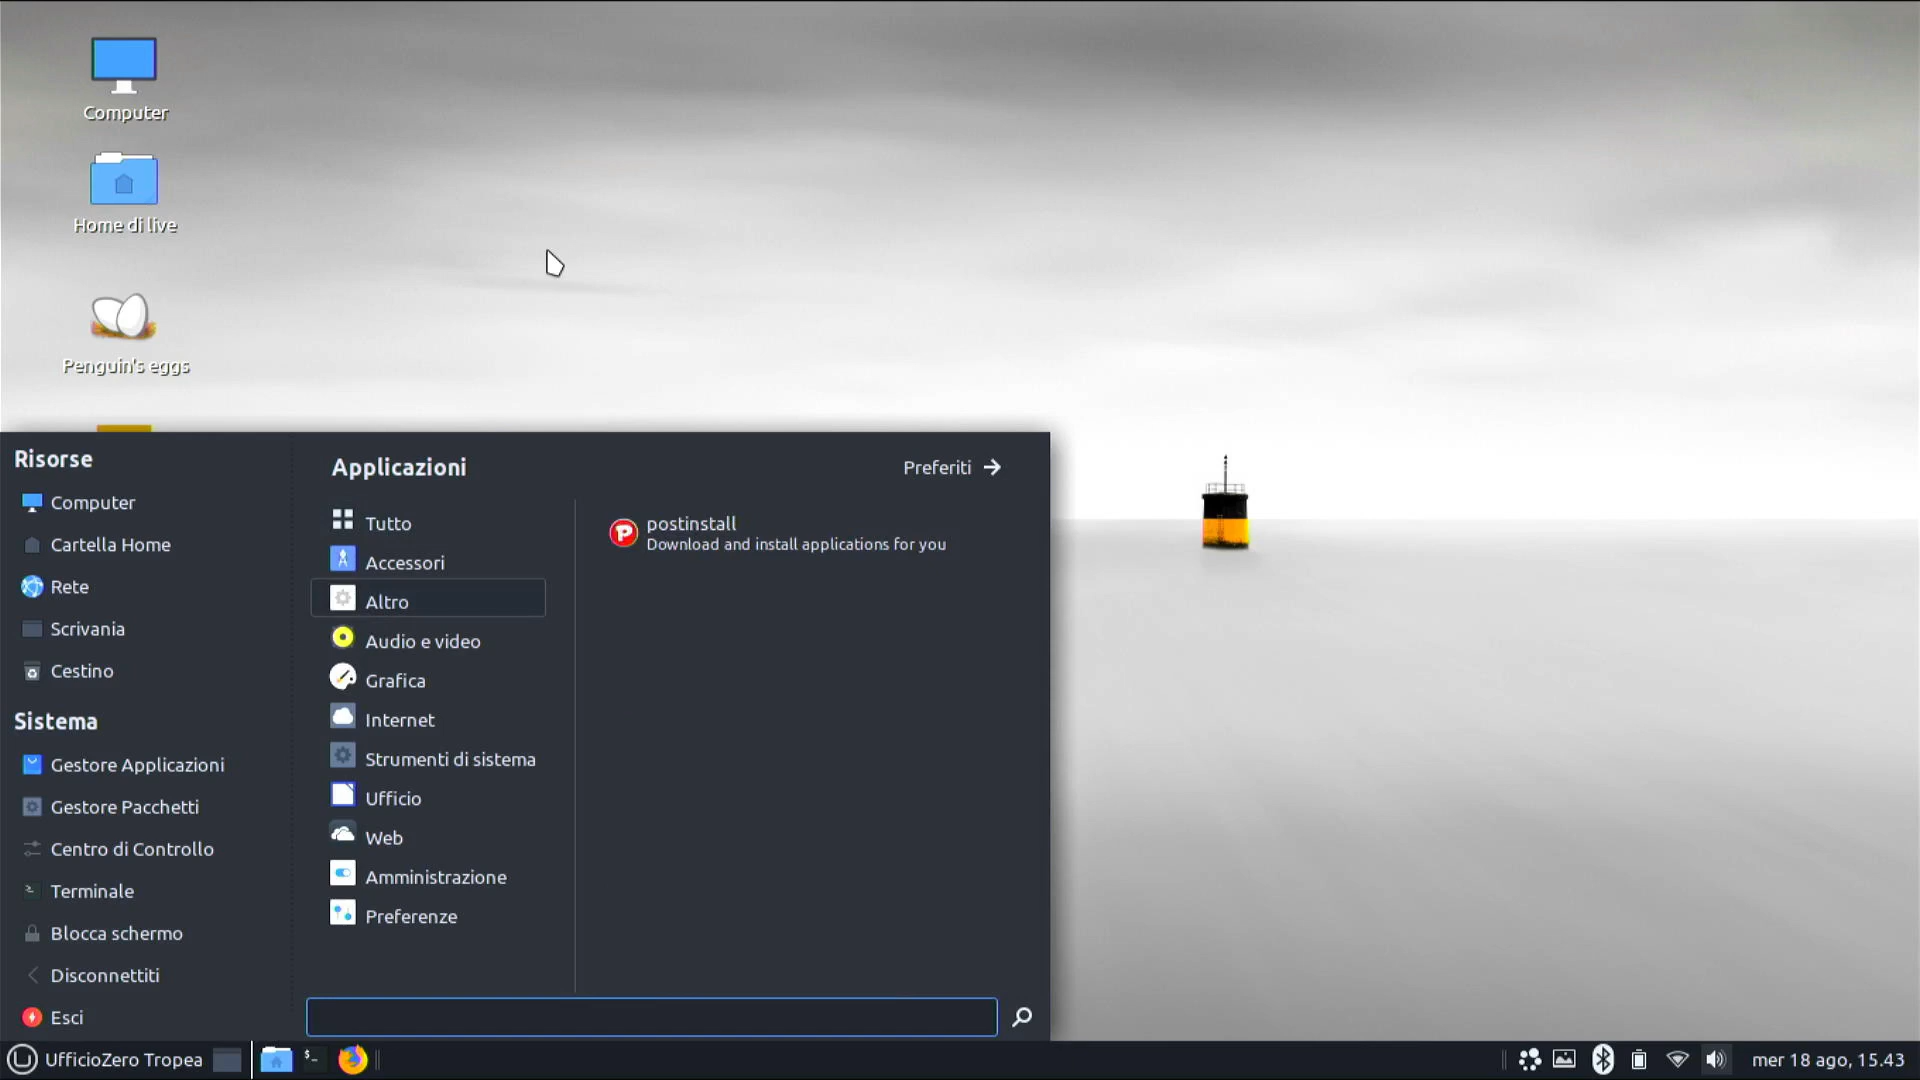 Computer
Home di live
Penguin's eggs
Risorse
Computer
Cartella Home
Rete
Scrivania
Cestino
Sistema
Gestore Applicazioni
Gestore Pacchetti
Centro di Controllo
Terminale
Blocca schermo
Disconnettiti
Esci
Applicazioni
Preferiti
Tutto
Accessori
Altro
Audio e video
Grafica
Internet
Strumenti di sistema
Ufficio
Web
Amministrazione
Preferenze
postinstall
Download and install applications for you
UfficioZero Tropea
mer 18 ago, 15.43